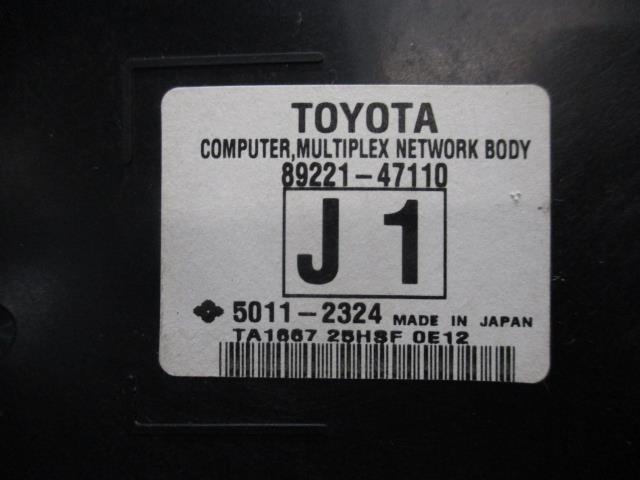 TOYOTA
COMPUTER,MULTIPLEX NETWORK BODY
89221-47110
J 1
5011-2324 MADE IN JAPAN
TA1667 25HSF 0E12